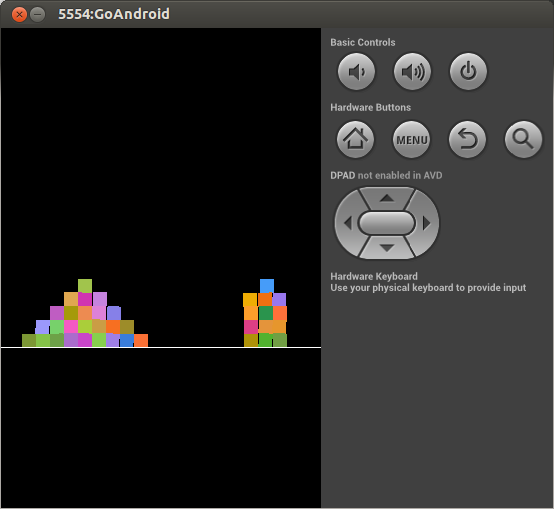 5554:GoAndroid
Basic Controls
Hardware Buttons
MENU
DPAD not enabled in AVD
Hardware Keyboard
Use your physical keyboard to provide input